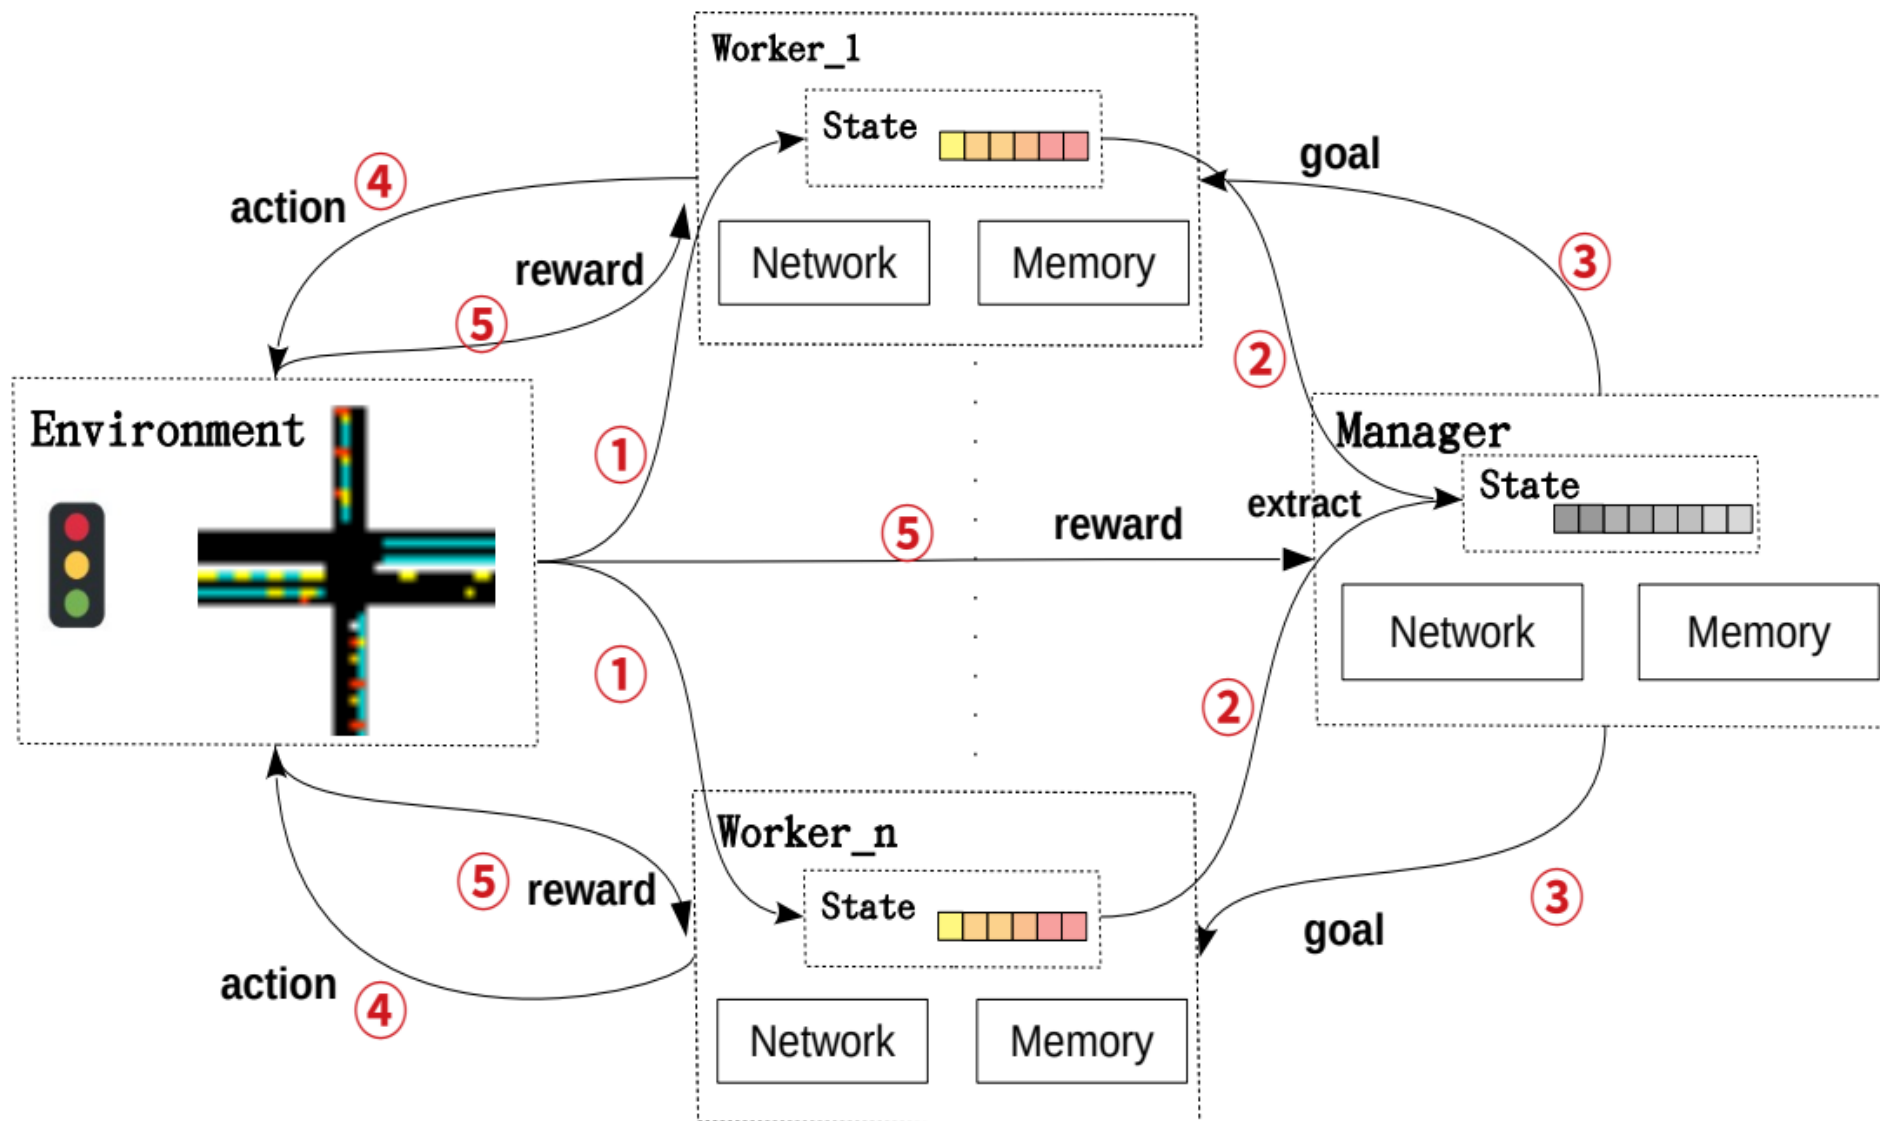 Worker_1
State
Network
Memory
action
④
reward
⑤
goal
③
②
①
Environment
Manager
State
extract
reward
⑤
Network
Memory
①
②
Worker_n
State
Network
Memory
⑤
reward
action
④
③
goal